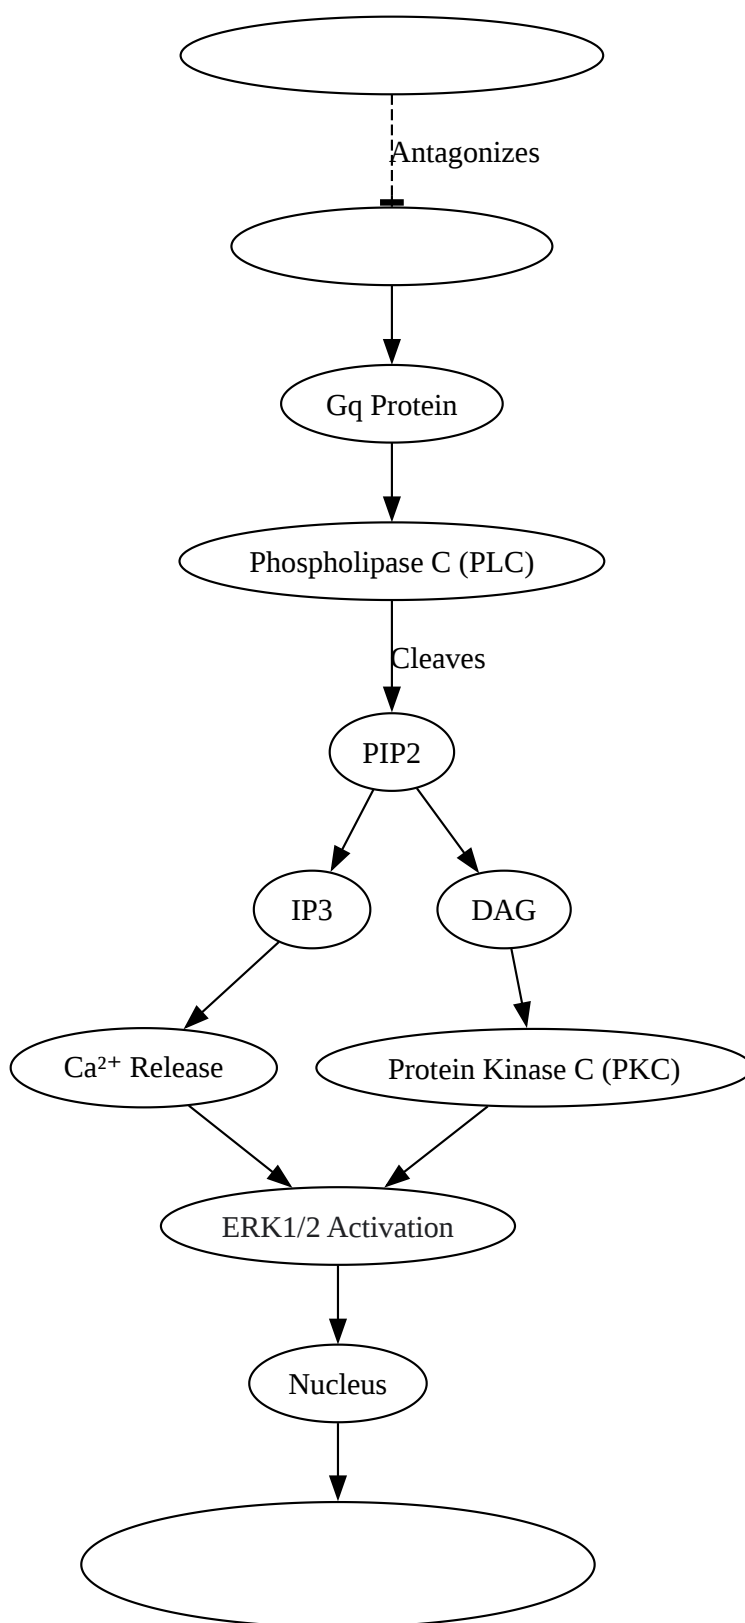 Antagonizes
Gq Protein
Phospholipase C (PLC)
Cleaves
PIP2
IP3
DAG
Ca²⁺ Release
Protein Kinase C (PKC)
ERK1/2 Activation
Nucleus